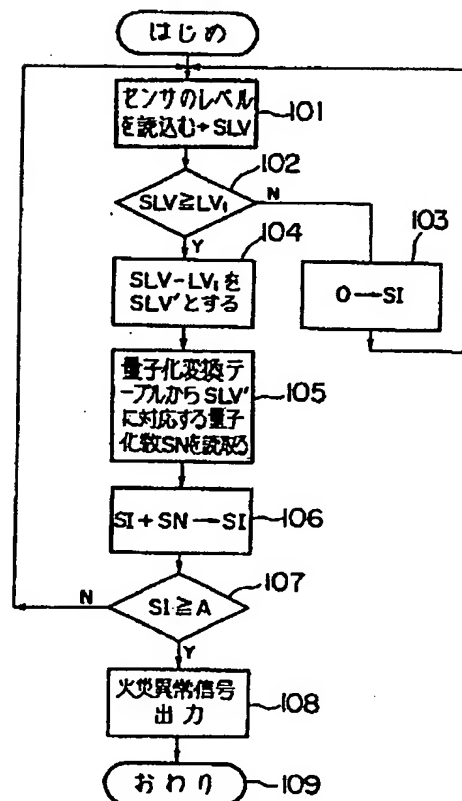 はじめ
センサのレベル
を読込む→SLV
101
102
SLV≧LV₁
N
Y
103
O→SI
104
SLV-LV₁を
SLV'とする
量子化変換テ
ーブルからSLV'
に対応する量子
化数SNを読取る
105
SI+SN→SI
106
107
N
SI≧A
Y
火災異常信号
出力
108
おわり
109